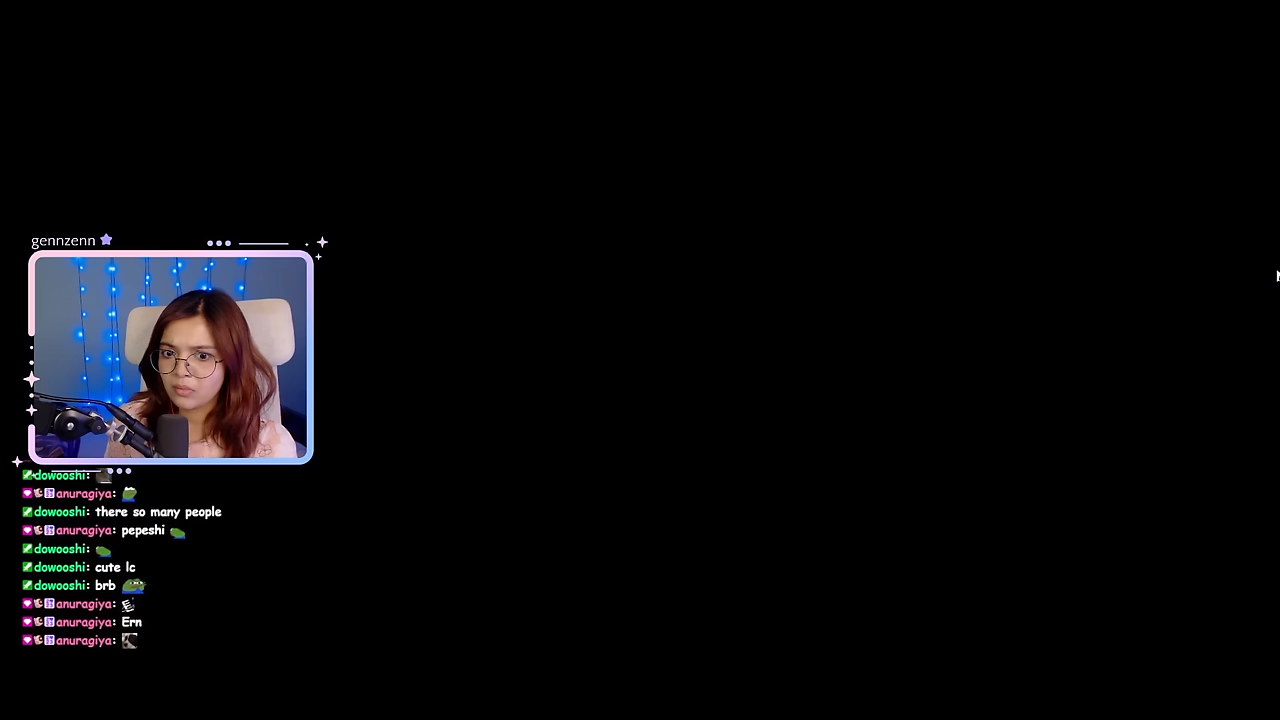 gennzenn
dowooshi:
anuragiya:
dowooshi: there so many people
anuragiya: pepeshi
dowooshi:
dowooshi: cute lc
dowooshi: brb
anuragiya:
anuragiya: Ern
anuragiya: